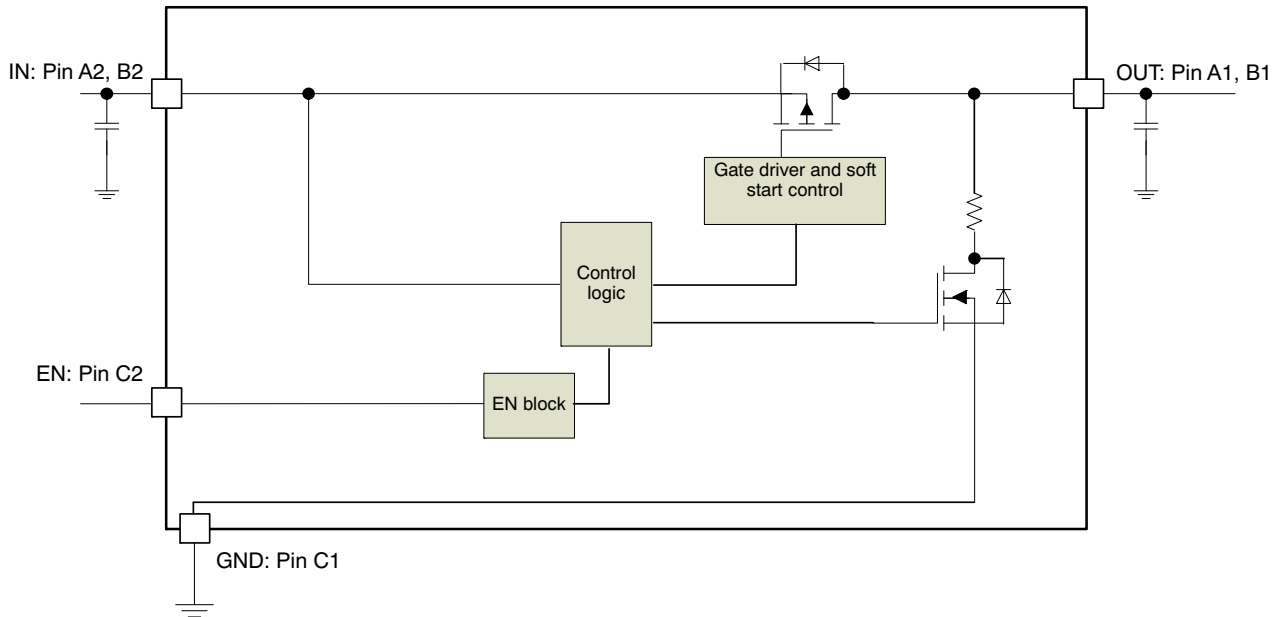 IN: Pin A2, B2
OUT: Pin A1, B1
Gate driver and soft
start control
Control
logic
EN: Pin C2
EN block
GND: Pin C1